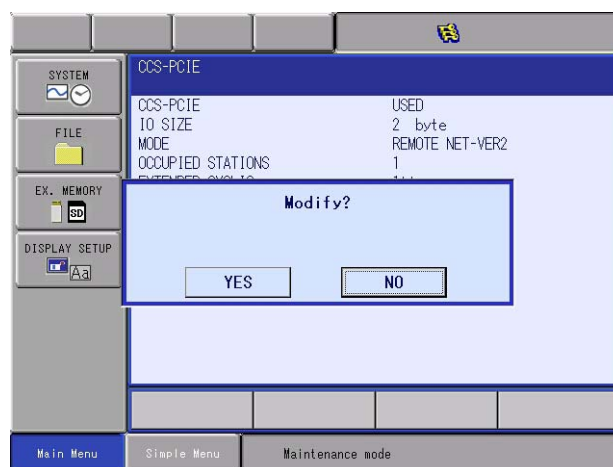 SYSTEM
FILE
EX. MEMORY
SD
DISPLAY SETUP
Aa
CCS-PCIE
CCS-PCIE USED
IO SIZE 2 byte
MODE REMOTE NET-VER2
OCCUPIED STATIONS 1
Modify?
YES NO
Main Menu Simple Menu Maintenance mode